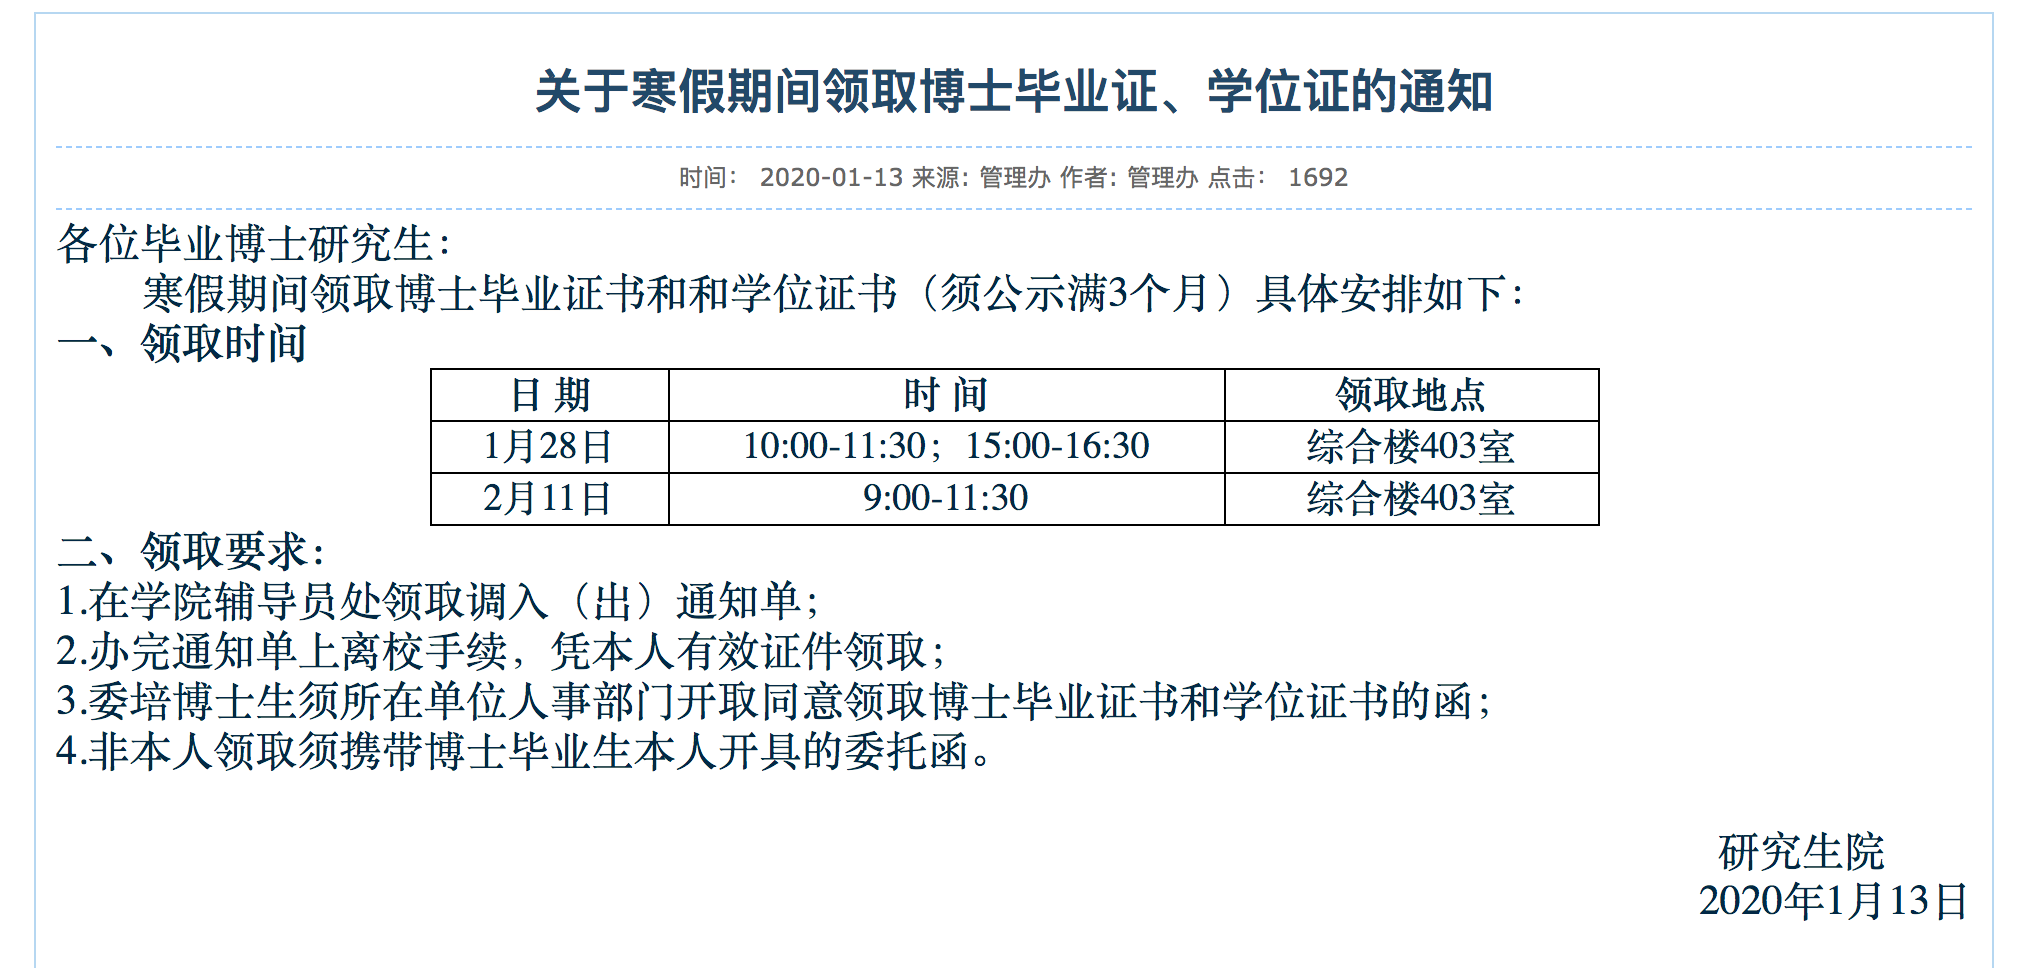 关于寒假期间领取博士毕业证、学位证的通知
时间： 2020-01-13 来源: 管理办 作者: 管理办 点击： 1692
各位毕业博士研究生：
寒假期间领取博士毕业证书和和学位证书（须公示满3个月）具体安排如下：
一、领取时间
日 期 时 间 领取地点
1月28日 10:00-11:30；15:00-16:30 综合楼403室
2月11日 9:00-11:30 综合楼403室
二、领取要求：
1.在学院辅导员处领取调入（出）通知单；
2.办完通知单上离校手续，凭本人有效证件领取；
3.委培博士生须所在单位人事部门开取同意领取博士毕业证书和学位证书的函；
4.非本人领取须携带博士毕业生本人开具的委托函。
研究生院
2020年1月13日